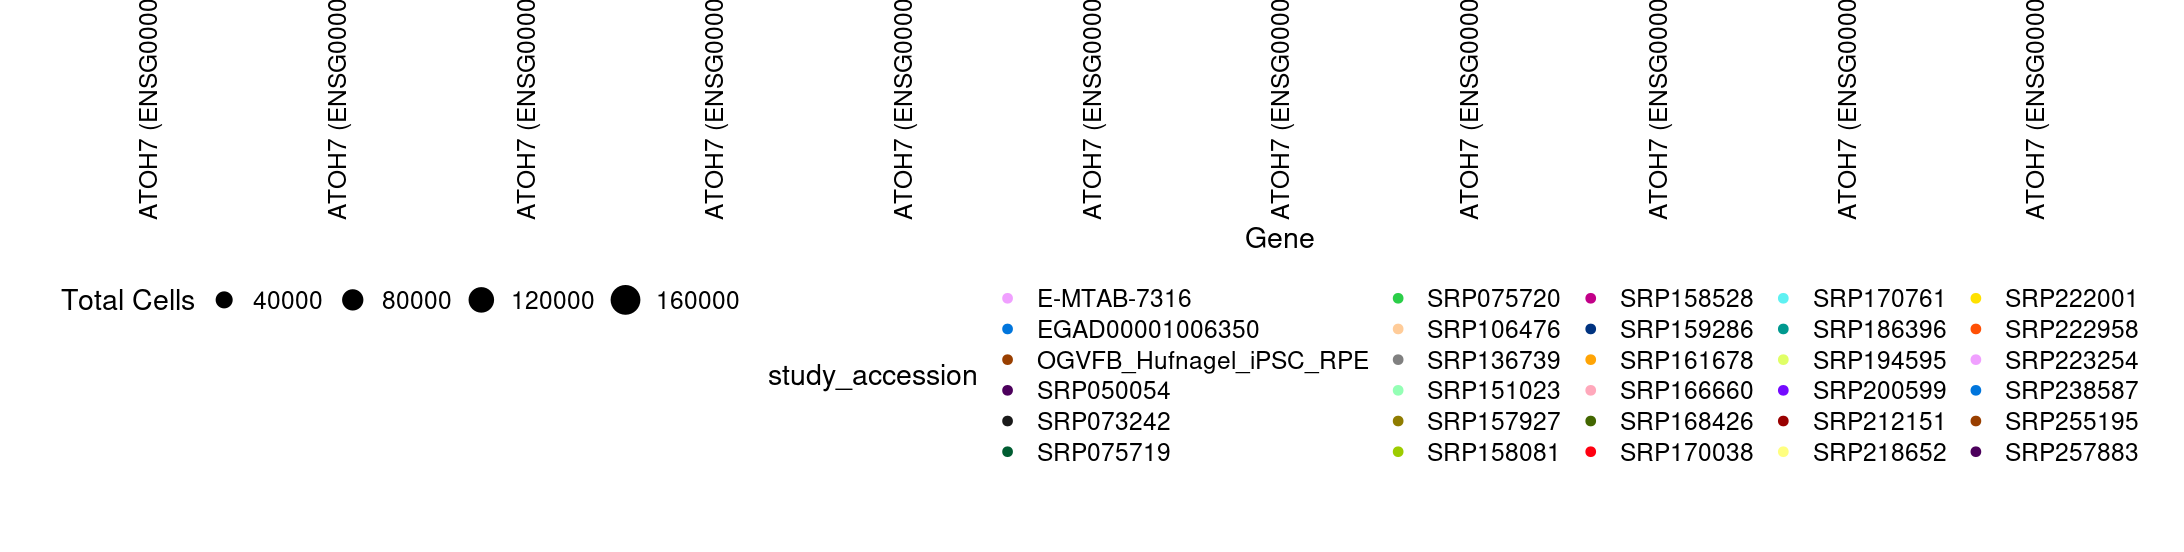 ATOH7 (ENSG0000
ATOH7 (ENSG0000
ATOH7 (ENSG0000
ATOH7 (ENSG0000
ATOH7 (ENSG0000
ATOH7 (ENSG0000
ATOH7 (ENSG0000
ATOH7 (ENSG0000
ATOH7 (ENSG0000
ATOH7 (ENSG0000
ATOH7 (ENSG0000
Gene
Total Cells 40000 80000 120000 160000
study_accession
E-MTAB-7316 SRP075720 SRP158528 SRP170761 SRP222001
EGAD00001006350 SRP106476 SRP159286 SRP186396 SRP222958
OGVFB_Hufnagel_iPSC_RPE SRP136739 SRP161678 SRP194595 SRP223254
SRP050054 SRP151023 SRP166660 SRP200599 SRP238587
SRP073242 SRP157927 SRP168426 SRP212151 SRP255195
SRP075719 SRP158081 SRP170038 SRP218652 SRP257883